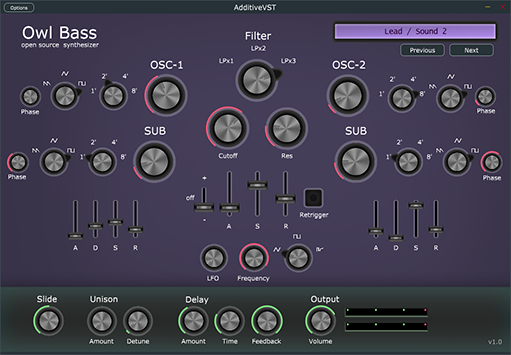 Options
AdditiveVST
Owl Bass
open source synthesizer
Filter
LPx2
LPx1 LPx3
Lead / Sound 2
Previous Next
OSC-1
OSC-2
Phase
1' 2' 4' 8'
1' 2' 4' 8'
Phase
Cutoff
Res
SUB
SUB
Phase
1' 2' 4' 8'
1' 2' 4' 8'
Phase
+
off
-
A S R
Retrigger
A D S R
A D S R
LFO
Frequency
Slide
Unison
Delay
Output
Amount Detune
Amount Time Feedback
Volume
v1.0